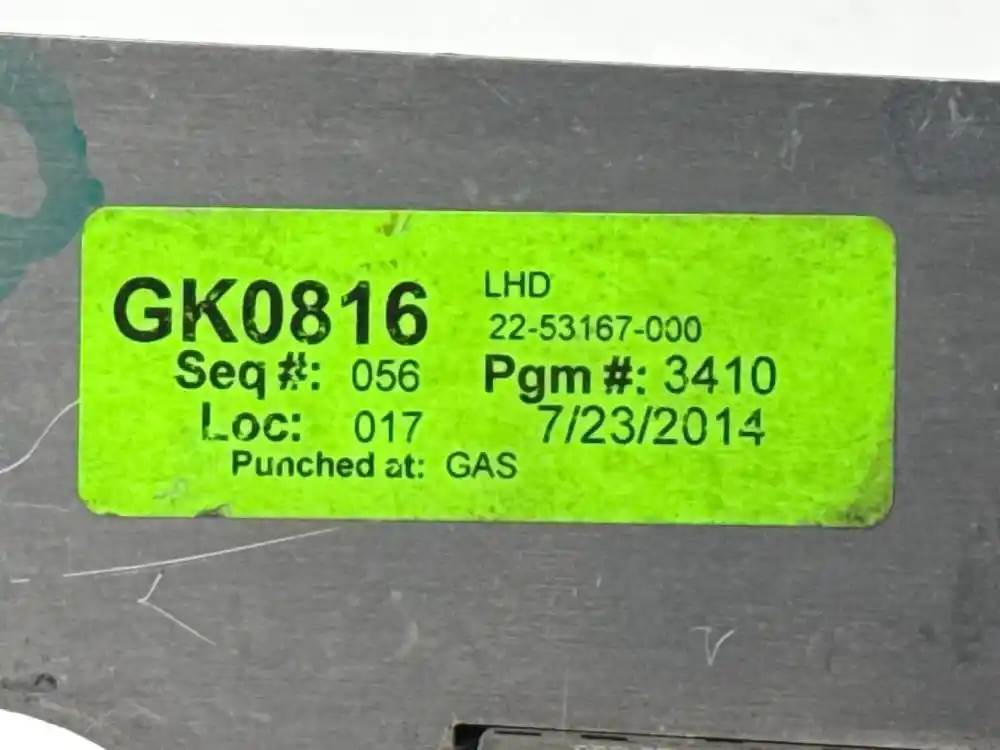 GK0816
LHD
22-53167-000
Seq #: 056
Pgm #: 3410
Loc: 017
7/23/2014
Punched at: GAS